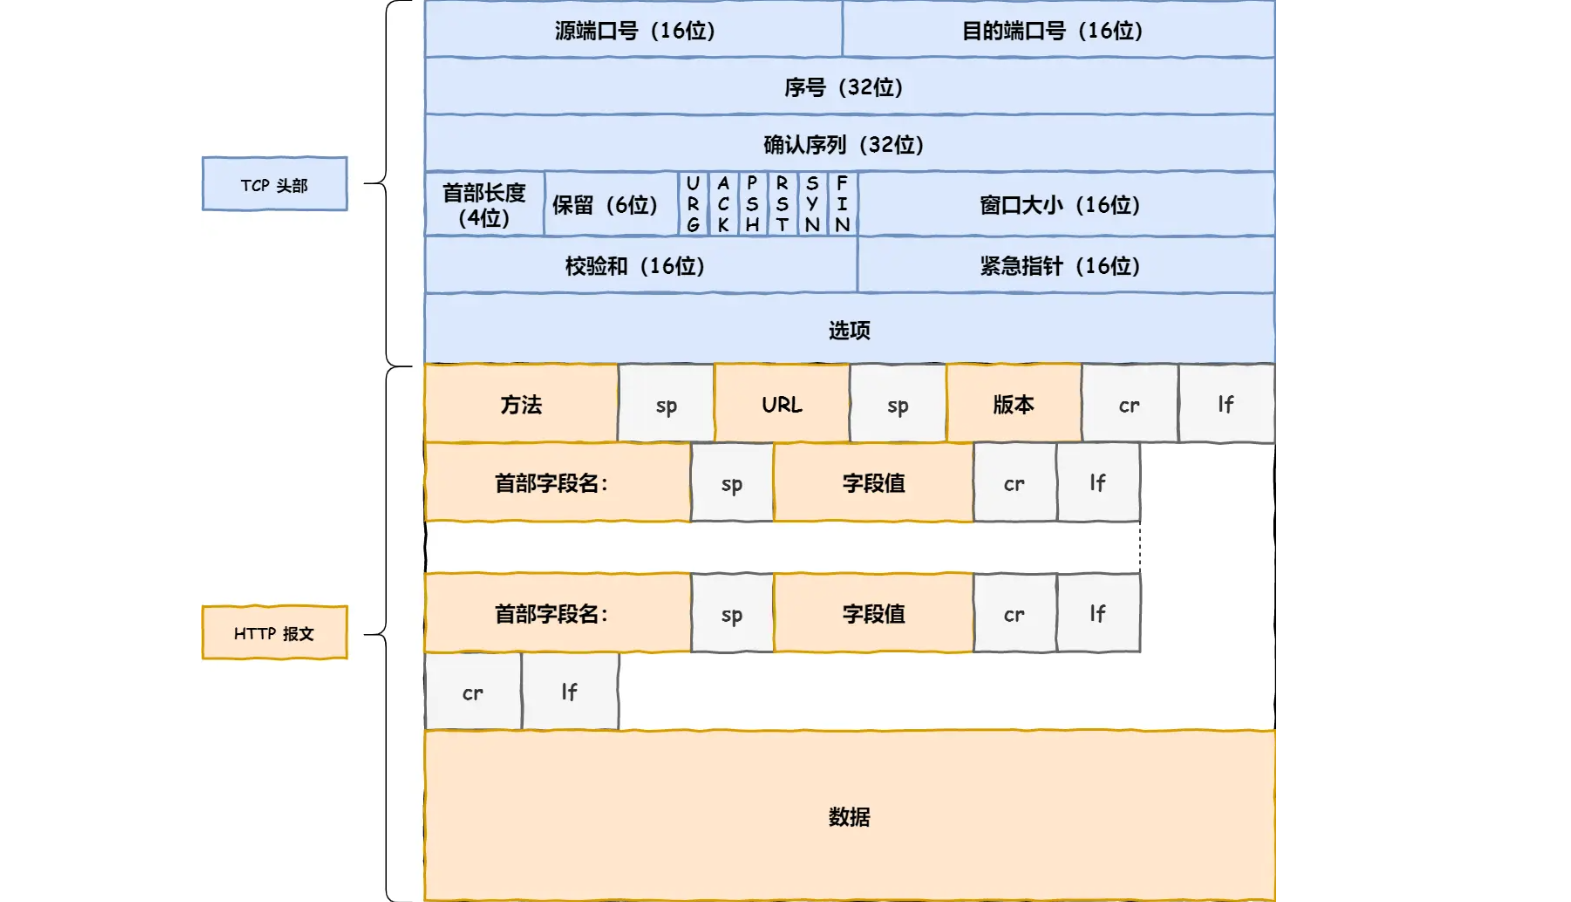 源端口号（16位）
目的端口号（16位）
序号（32位）
确认序列（32位）
TCP 头部
首部长度
（4位）
保留（6位）
URG
ACK
PSH
RST
SYN
FIN
窗口大小（16位）
校验和（16位）
紧急指针（16位）
选项
方法
sp
URL
sp
版本
cr
lf
首部字段名：
sp
字段值
cr
lf
首部字段名：
sp
字段值
cr
lf
HTTP 报文
cr
lf
数据